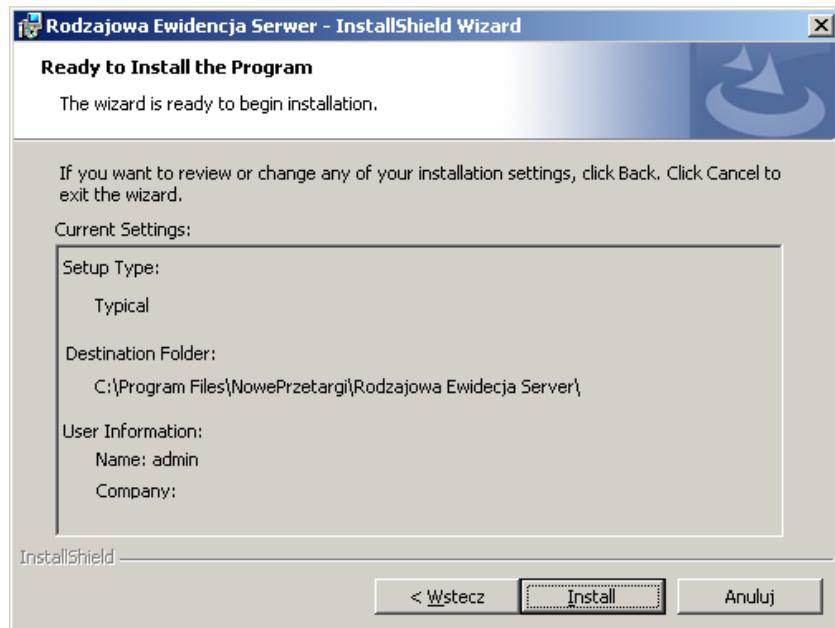 Rodzajowa Ewidencja Serwer - InstallShield Wizard
Ready to Install the Program
The wizard is ready to begin installation.
If you want to review or change any of your installation settings, click Back. Click Cancel to
exit the wizard.
Current Settings:
Setup Type:
Typical
Destination Folder:
C:\Program Files\NowePrzetargi\Rodzajowa Ewidecja Server\
User Information:
Name: admin
Company:
InstallShield
< Wstecz
Install
Anuluj